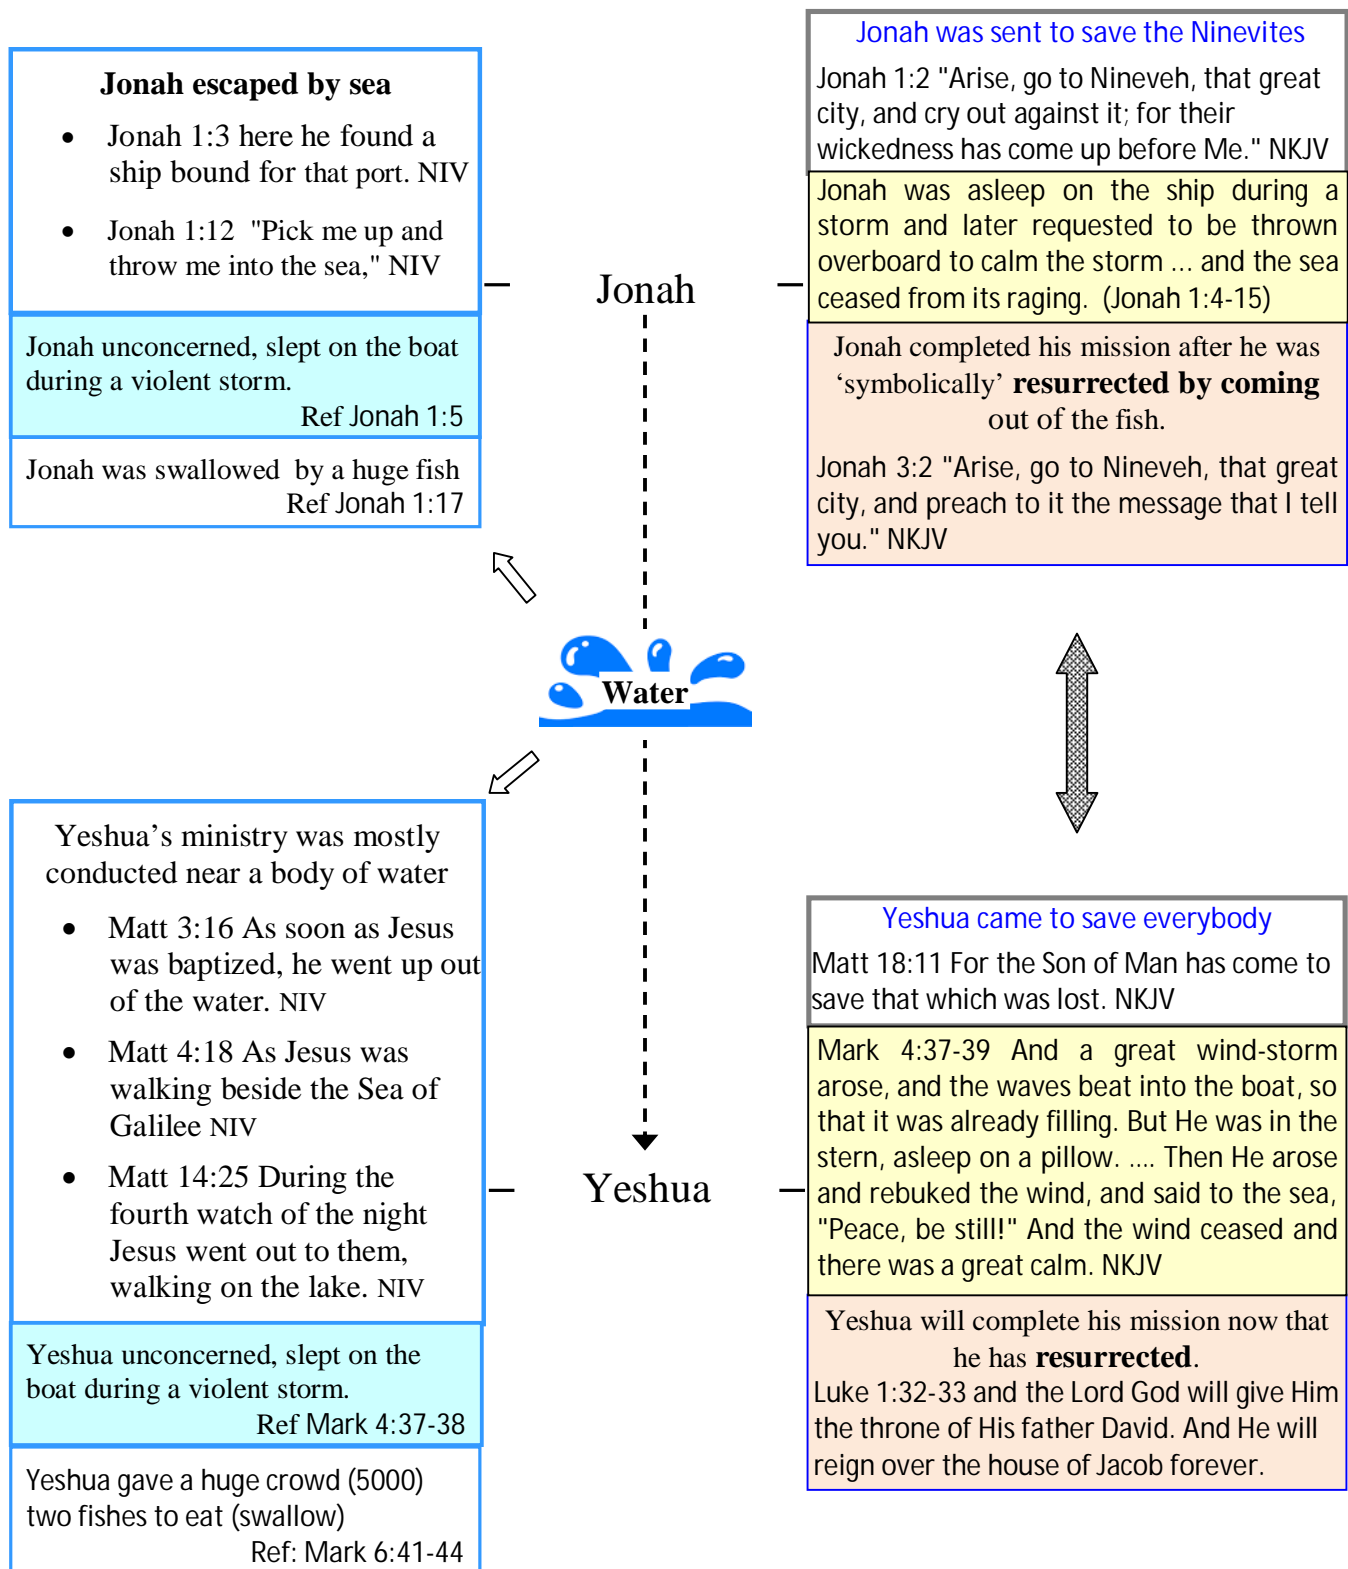 Jonah escaped by sea
• Jonah 1:3 here he found a
ship bound for that port. NIV
• Jonah 1:12 "Pick me up and
throw me into the sea," NIV
Jonah unconcerned, slept on the boat
during a violent storm.
Ref Jonah 1:5
Jonah was swallowed by a huge fish
Ref Jonah 1:17
Jonah
Jonah was sent to save the Ninevites
Jonah 1:2 "Arise, go to Nineveh, that great
city, and cry out against it; for their
wickedness has come up before Me." NKJV
Jonah was asleep on the ship during a
storm and later requested to be thrown
overboard to calm the storm ... and the sea
ceased from its raging. (Jonah 1:4-15)
Jonah completed his mission after he was
‘symbolically’ resurrected by coming
out of the fish.
Jonah 3:2 "Arise, go to Nineveh, that great
city, and preach to it the message that I tell
you." NKJV
Water
Yeshua’s ministry was mostly
conducted near a body of water
• Matt 3:16 As soon as Jesus
was baptized, he went up out
of the water. NIV
• Matt 4:18 As Jesus was
walking beside the Sea of
Galilee NIV
• Matt 14:25 During the
fourth watch of the night
Jesus went out to them,
walking on the lake. NIV
Yeshua unconcerned, slept on the
boat during a violent storm.
Ref Mark 4:37-38
Yeshua gave a huge crowd (5000)
two fishes to eat (swallow)
Ref: Mark 6:41-44
Yeshua
Yeshua came to save everybody
Matt 18:11 For the Son of Man has come to
save that which was lost. NKJV
Mark 4:37-39 And a great wind-storm
arose, and the waves beat into the boat, so
that it was already filling. But He was in the
stern, asleep on a pillow. .... Then He arose
and rebuked the wind, and said to the sea,
"Peace, be still!" And the wind ceased and
there was a great calm. NKJV
Yeshua will complete his mission now that
he has resurrected.
Luke 1:32-33 and the Lord God will give Him
the throne of His father David. And He will
reign over the house of Jacob forever.